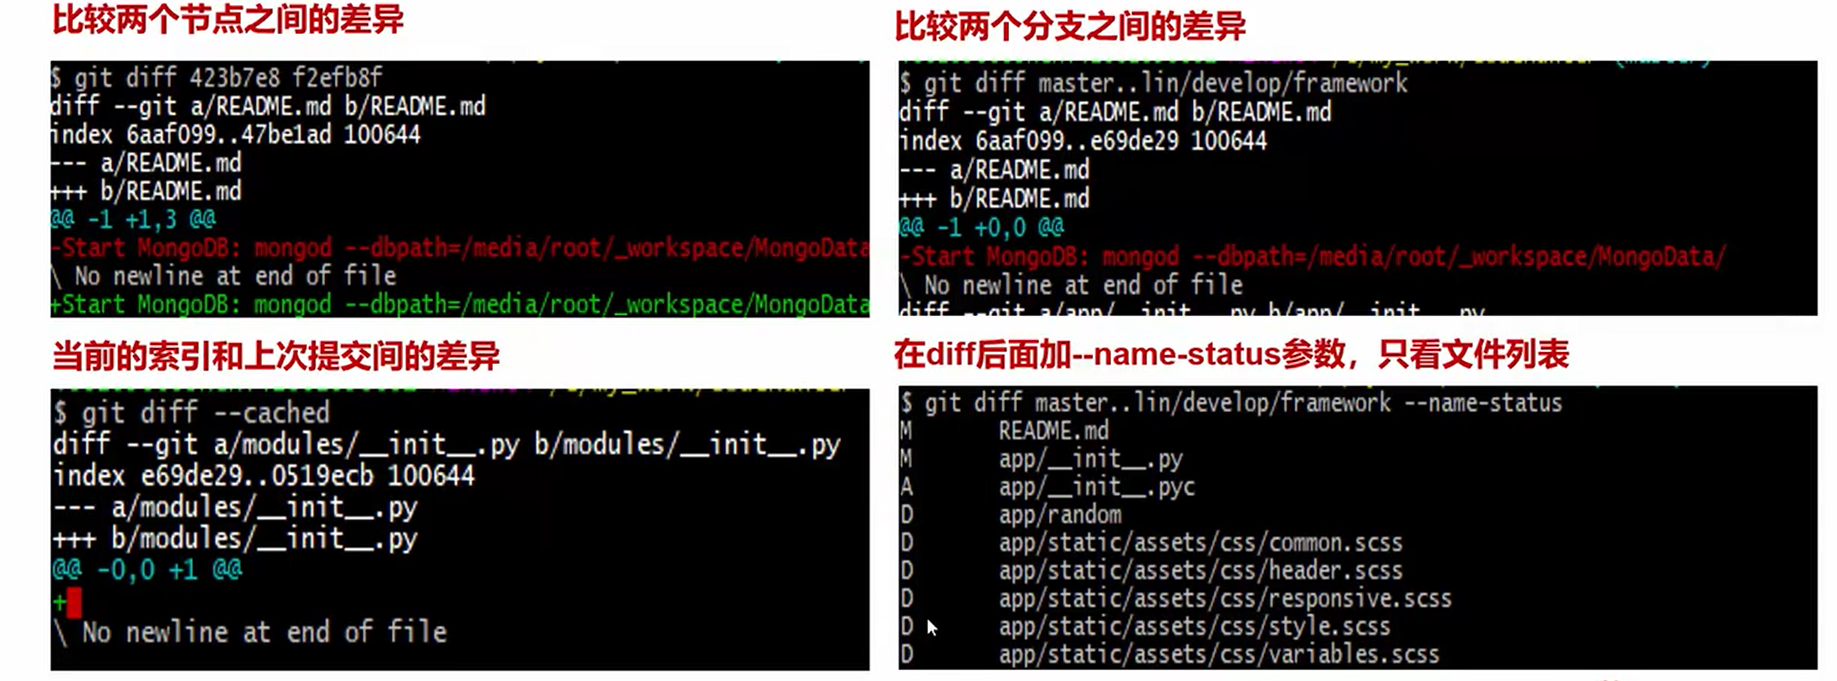 比较两个节点之间的差异
$ git diff 423b7e8 f2efb8f
diff --git a/README.md b/README.md
index 6aaf099..47be1ad 100644
--- a/README.md
+++ b/README.md
@@ -1 +1,3 @@
-Start MongoDB: mongod --dbpath=/media/root/_workspace/MongoData
\ No newline at end of file
+Start MongoDB: mongod --dbpath=/media/root/_workspace/MongoData
比较两个分支之间的差异
$ git diff master..lin/develop/framework
diff --git a/README.md b/README.md
index 6aaf099..e69de29 100644
--- a/README.md
+++ b/README.md
@@ -1 +0,0 @@
-Start MongoDB: mongod --dbpath=/media/root/_workspace/MongoData/
\ No newline at end of file
diff --git a/app/__init__.py b/app/__init__.py
当前的索引和上次提交间的差异
$ git diff --cached
diff --git a/modules/__init__.py b/modules/__init__.py
index e69de29..0519ecb 100644
--- a/modules/__init__.py
+++ b/modules/__init__.py
@@ -0,0 +1 @@
+
\ No newline at end of file
在diff后面加--name-status参数，只看文件列表
$ git diff master..lin/develop/framework --name-status
M README.md
M app/__init__.py
A app/__init__.pyc
D app/random
D app/static/assets/css/common.scss
D app/static/assets/css/header.scss
D app/static/assets/css/responsive.scss
D app/static/assets/css/style.scss
D app/static/assets/css/variables.scss